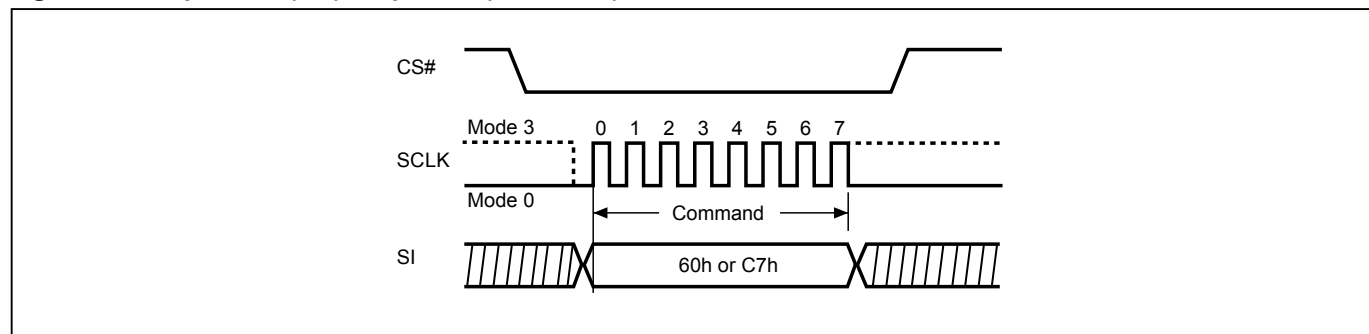 CS#
Mode 3
0 1 2 3 4 5 6 7
SCLK
Mode 0
Command
SI
60h or C7h